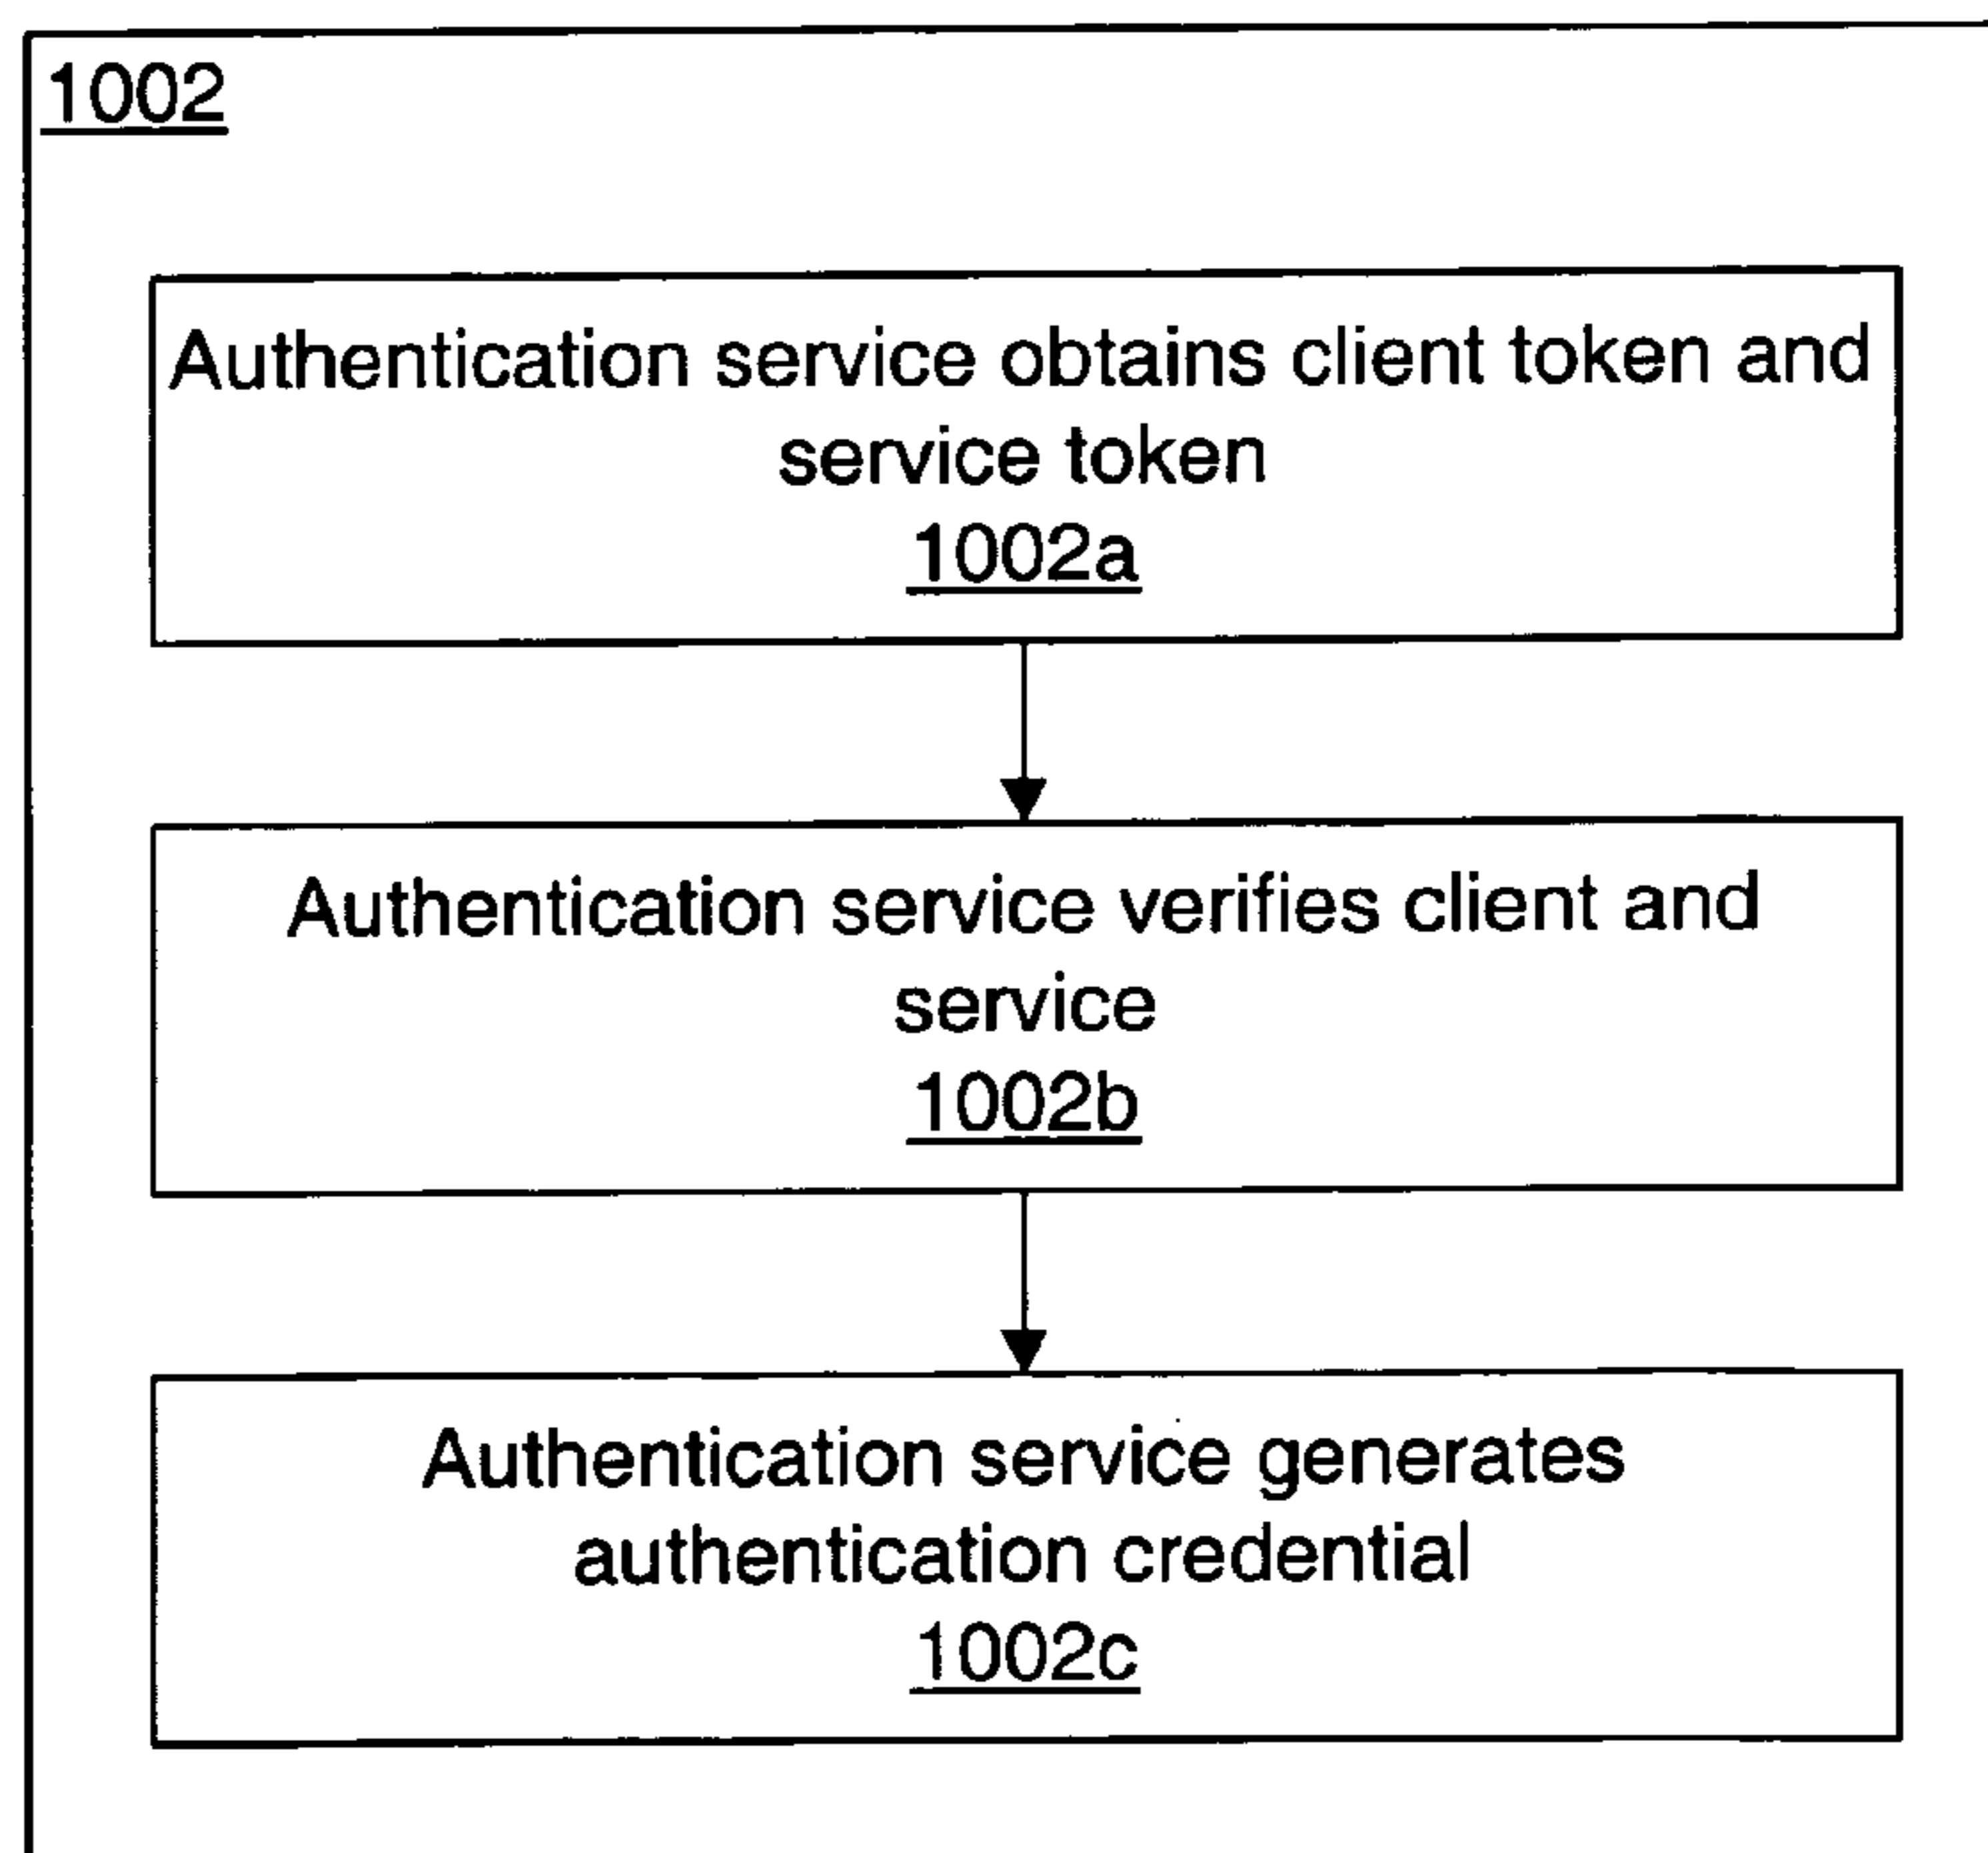 1002
Authentication service obtains client token and
service token
1002a
Authentication service verifies client and
service
1002b
Authentication service generates
authentication credential
1002c